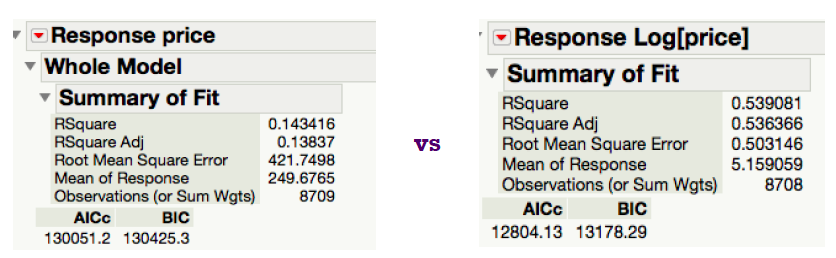 Response price
Whole Model
Summary of Fit
RSquare 0.143416
RSquare Adj 0.13837
Root Mean Square Error 421.7498
Mean of Response 249.6765
Observations (or Sum Wgts) 8709
AICc BIC
130051.2 130425.3
vs
Response Log[price]
Summary of Fit
RSquare 0.539081
RSquare Adj 0.536366
Root Mean Square Error 0.503146
Mean of Response 5.159059
Observations (or Sum Wgts) 8708
AICc BIC
12804.13 13178.29